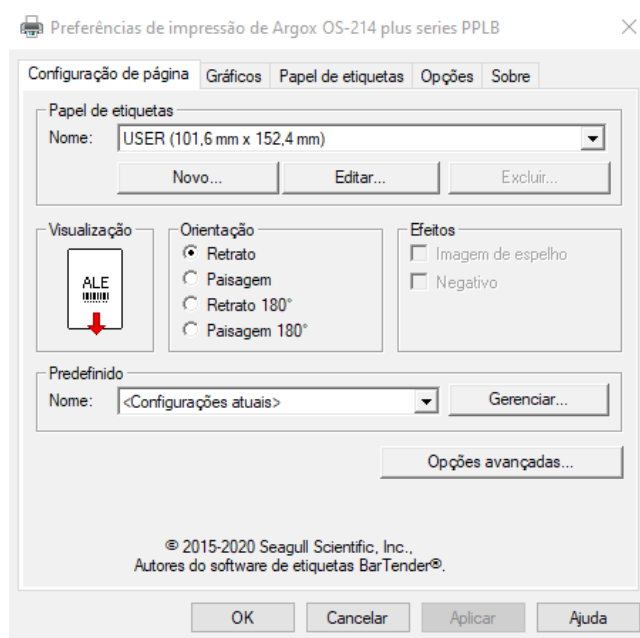 Preferências de impressão de Argox OS-214 plus series PPLB
Configuração de página Gráficos Papel de etiquetas Opções Sobre
Papel de etiquetas
Nome: USER (101,6 mm x 152,4 mm)
Novo... Editar... Excluir...
Visualização
ALE
Orientação
Retrato
Paisagem
Retrato 180°
Paisagem 180°
Efeitos
Imagem de espelho
Negativo
Predefinido
Nome: <Configurações atuais> Gerenciar...
Opções avançadas...
© 2015-2020 Seagull Scientific, Inc.,
Autores do software de etiquetas BarTender®.
OK Cancelar Aplicar Ajuda